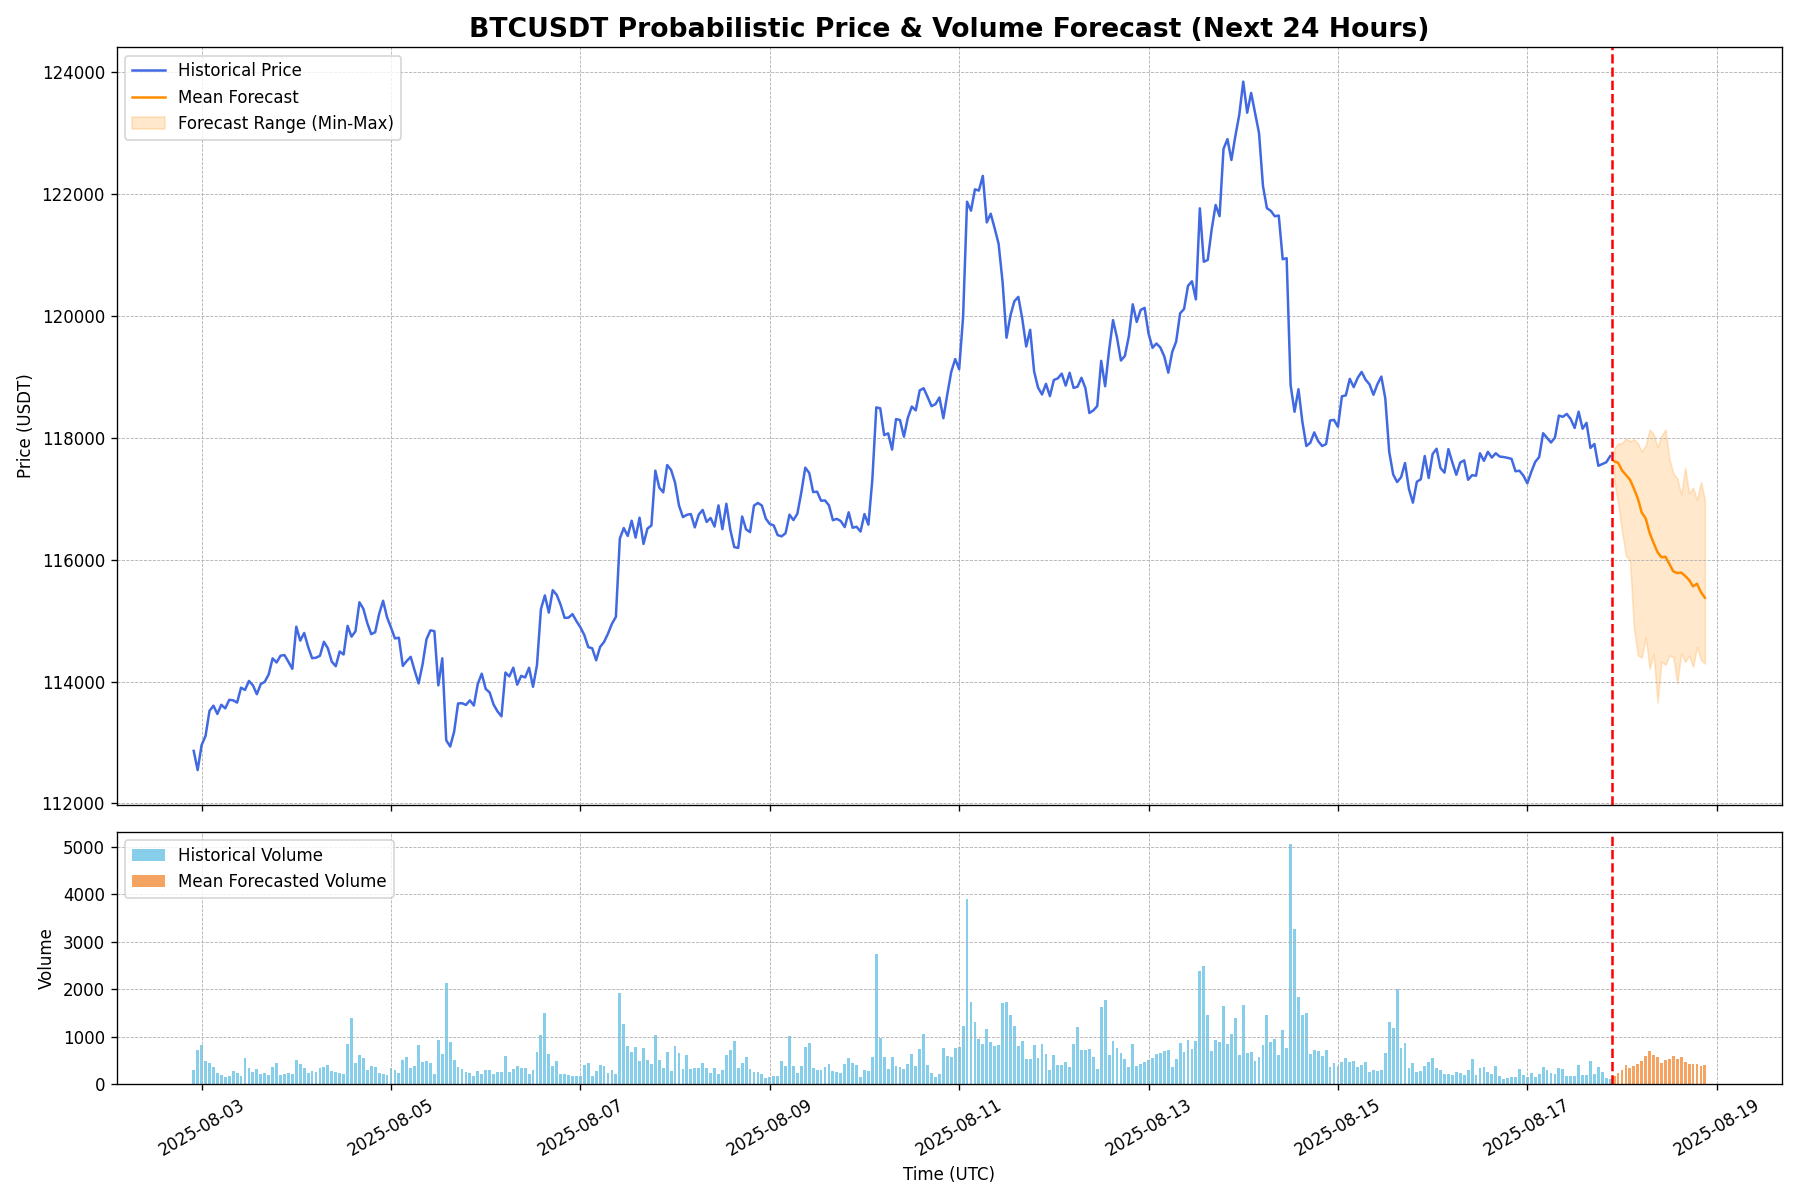 BTCUSDT Probabilistic Price & Volume Forecast (Next 24 Hours)
Historical Price
Mean Forecast
Forecast Range (Min-Max)
124000
122000
120000
118000
116000
114000
112000
Price (USDT)
Historical Volume
Mean Forecasted Volume
5000
4000
3000
2000
1000
0
Volume
2025-08-03
2025-08-05
2025-08-07
2025-08-09
2025-08-11
2025-08-13
2025-08-15
2025-08-17
2025-08-19
Time (UTC)